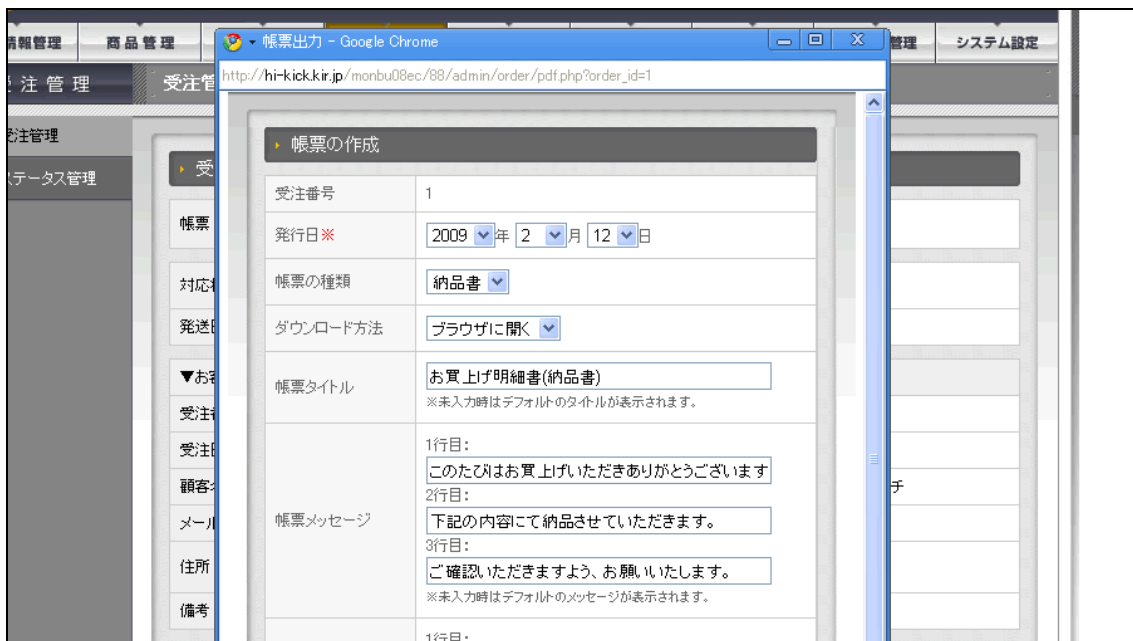 情報管理
商品管理
管理
システム設定
帳票出力 - Google Chrome
http://hi-kick.kir.jp/monbu08ec/88/admin/order/pdf.php?order_id=1
受注管理
受注管
受注管理
ステータス管理
受
帳票
対応
発送
▼お客
受注
受注
顧客
メール
住所
備考
チ
帳票の作成
受注番号
1
発行日※
2009 年 2 月 12 日
帳票の種類
納品書
ダウンロード方法
ブラウザに開く
帳票タイトル
お買上げ明細書(納品書)
※未入力時はデフォルトのタイトルが表示されます。
帳票メッセージ
1行目:
このたびはお買上げいただきありがとうございます
2行目:
下記の内容にて納品させていただきます。
3行目:
ご確認いただきますよう、お願いいたします。
※未入力時はデフォルトのメッセージが表示されます。
1行目: